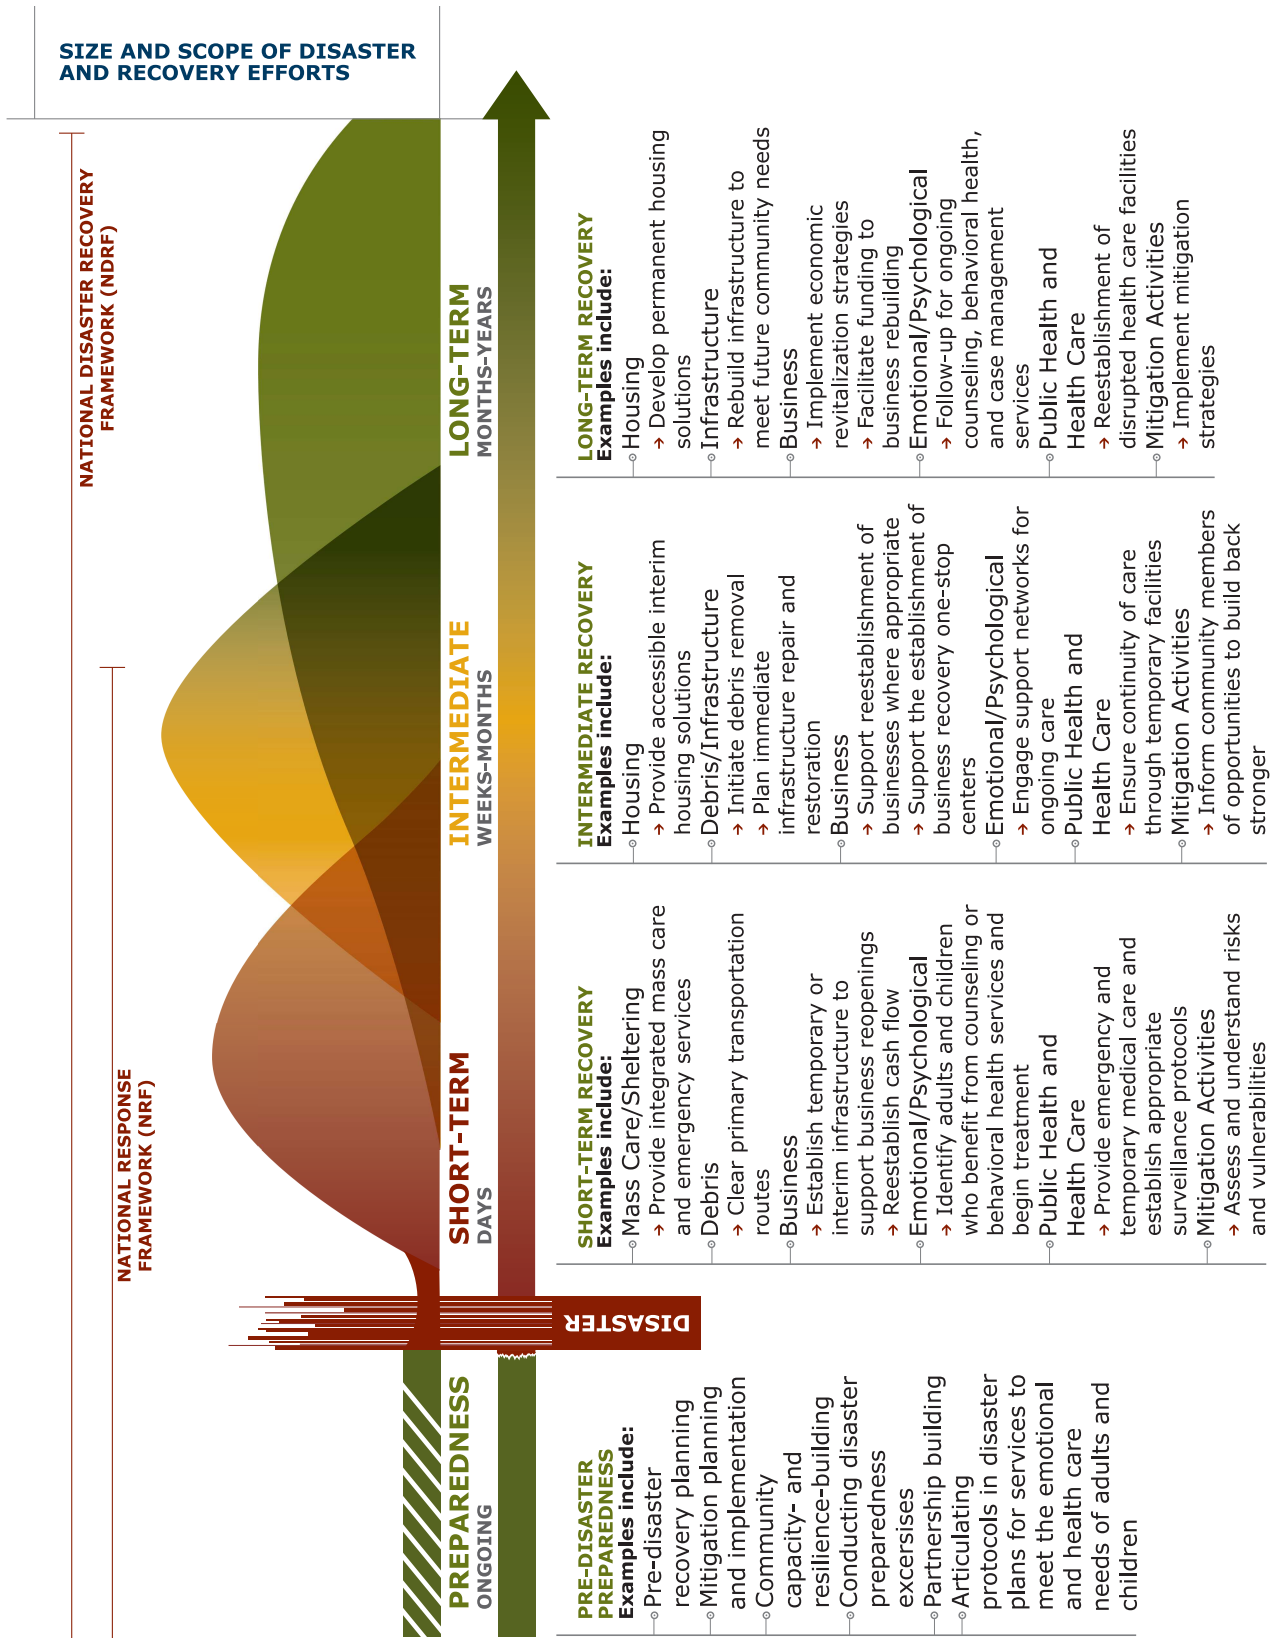 SIZE AND SCOPE OF DISASTER
AND RECOVERY EFFORTS
NATIONAL DISASTER RECOVERY
FRAMEWORK (NDRF)
NATIONAL RESPONSE
FRAMEWORK (NRF)
PREPAREDNESS
ONGOING
DISASTER
SHORT-TERM
DAYS
INTERMEDIATE
WEEKS-MONTHS
LONG-TERM
MONTHS-YEARS
PRE-DISASTER
PREPAREDNESS
Examples include:
Pre-disaster
recovery planning
Mitigation planning
and implementation
Community
capacity- and
resilience-building
Conducting disaster
preparedness
excersises
Partnership building
Articulating
protocols in disaster
plans for services to
meet the emotional
and health care
needs of adults and
children
SHORT-TERM RECOVERY
Examples include:
Mass Care/Sheltering
→ Provide integrated mass care
and emergency services
Debris
→ Clear primary transportation
routes
Business
→ Establish temporary or
interim infrastructure to
support business reopenings
→ Reestablish cash flow
Emotional/Psychological
→ Identify adults and children
who benefit from counseling or
behavioral health services and
begin treatment
Public Health and
Health Care
→ Provide emergency and
temporary medical care and
establish appropriate
surveillance protocols
Mitigation Activities
→ Assess and understand risks
and vulnerabilities
INTERMEDIATE RECOVERY
Examples include:
Housing
→ Provide accessible interim
housing solutions
Debris/Infrastructure
→ Initiate debris removal
→ Plan immediate
infrastructure repair and
restoration
Business
→ Support reestablishment of
businesses where appropriate
→ Support the establishment of
business recovery one-stop
centers
Emotional/Psychological
→ Engage support networks for
ongoing care
Public Health and
Health Care
→ Ensure continuity of care
through temporary facilities
Mitigation Activities
→ Inform community members
of opportunities to build back
stronger
LONG-TERM RECOVERY
Examples include:
Housing
→ Develop permanent housing
solutions
Infrastructure
→ Rebuild infrastructure to
meet future community needs
Business
→ Implement economic
revitalization strategies
→ Facilitate funding to
business rebuilding
Emotional/Psychological
→ Follow-up for ongoing
counseling, behavioral health,
and case management
services
Public Health and
Health Care
→ Reestablishment of
disrupted health care facilities
Mitigation Activities
→ Implement mitigation
strategies